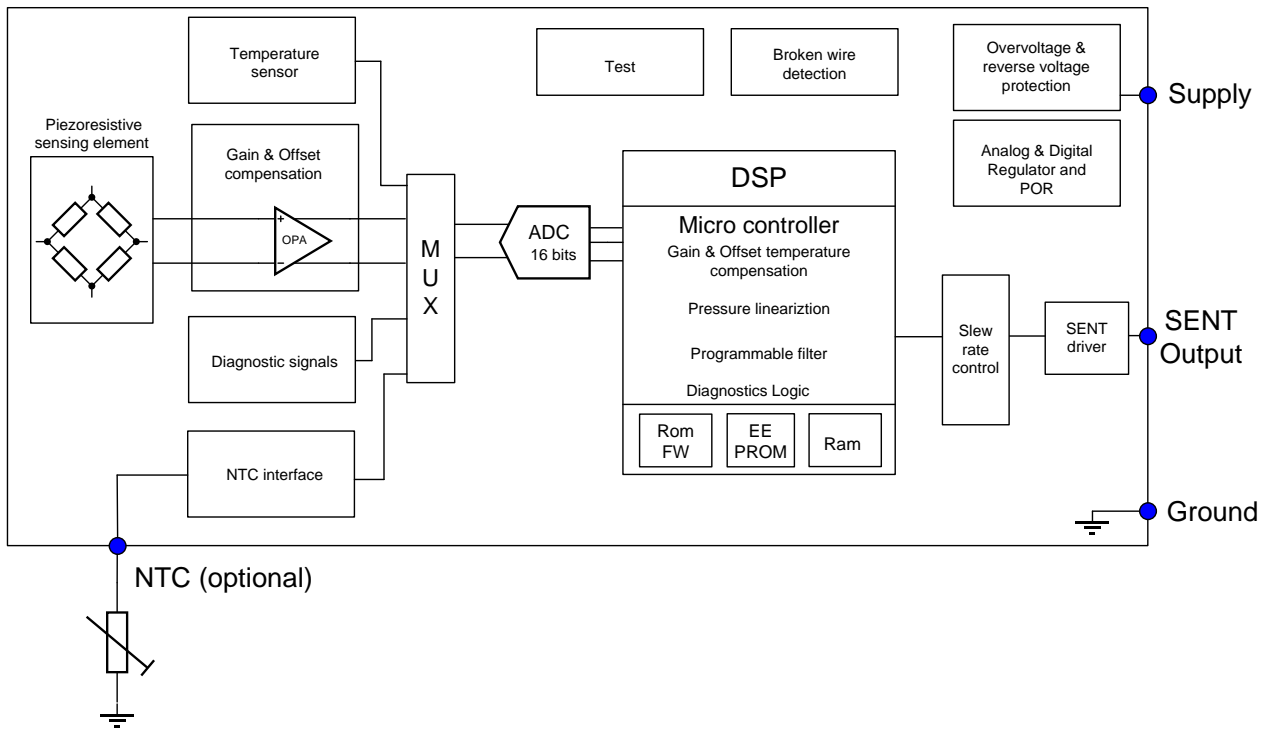 Temperature
sensor
Test
Broken wire
detection
Overvoltage &
reverse voltage
protection
Supply
Piezoresistive
sensing element
Gain & Offset
compensation
+
OPA
−
Analog & Digital
Regulator and
POR
M
U
X
ADC
16 bits
DSP
Micro controller
Gain & Offset temperature
compensation
Pressure lineariztion
Programmable filter
Diagnostics Logic
Rom
FW
EE
PROM
Ram
Slew
rate
control
SENT
driver
SENT
Output
Diagnostic signals
NTC interface
Ground
NTC (optional)